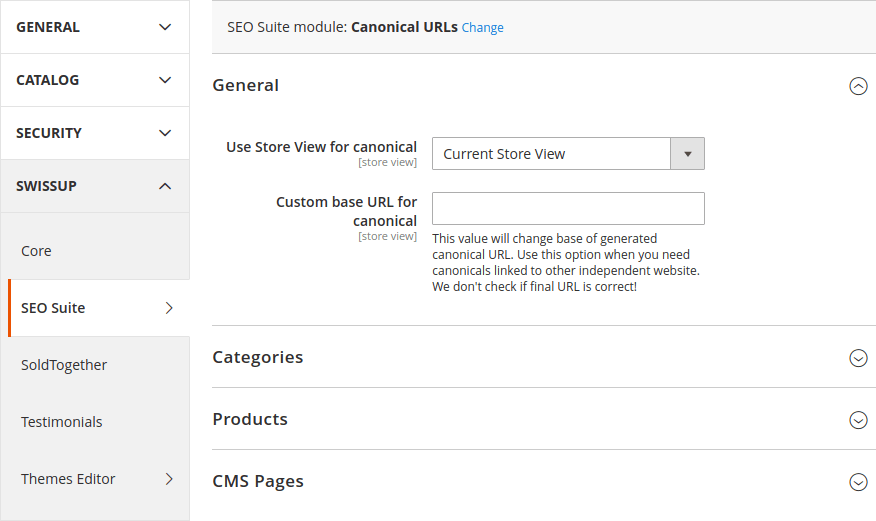 GENERAL
CATALOG
SECURITY
SWISSUP
Core
SEO Suite
SoldTogether
Testimonials
Themes Editor
SEO Suite module: Canonical URLs Change
General
Use Store View for canonical
[store view]
Current Store View
Custom base URL for
canonical
[store view]
This value will change base of generated
canonical URL. Use this option when you need
canonicals linked to other independent website.
We don't check if final URL is correct!
Categories
Products
CMS Pages